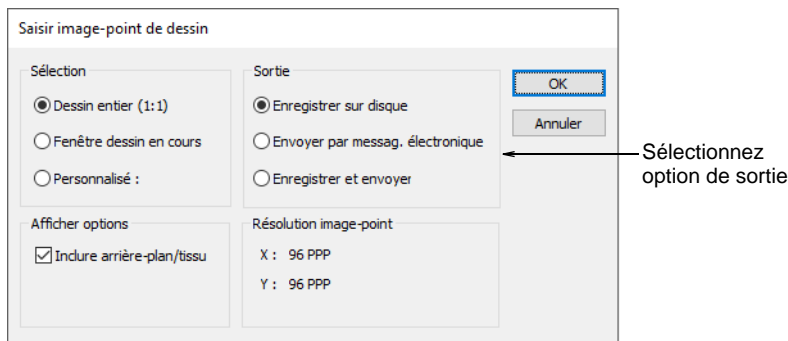 Saisir image-point de dessin
Sélection
Dessin entier (1:1)
Fenêtre dessin en cours
Personnalisé :
Sortie
Enregistrer sur disque
Envoyer par messag. électronique
Enregistrer et envoyer
OK
Annuler
Sélectionnez
option de sortie
Afficher options
Inclure arrière-plan/tissu
Résolution image-point
X : 96 PPP
Y : 96 PPP